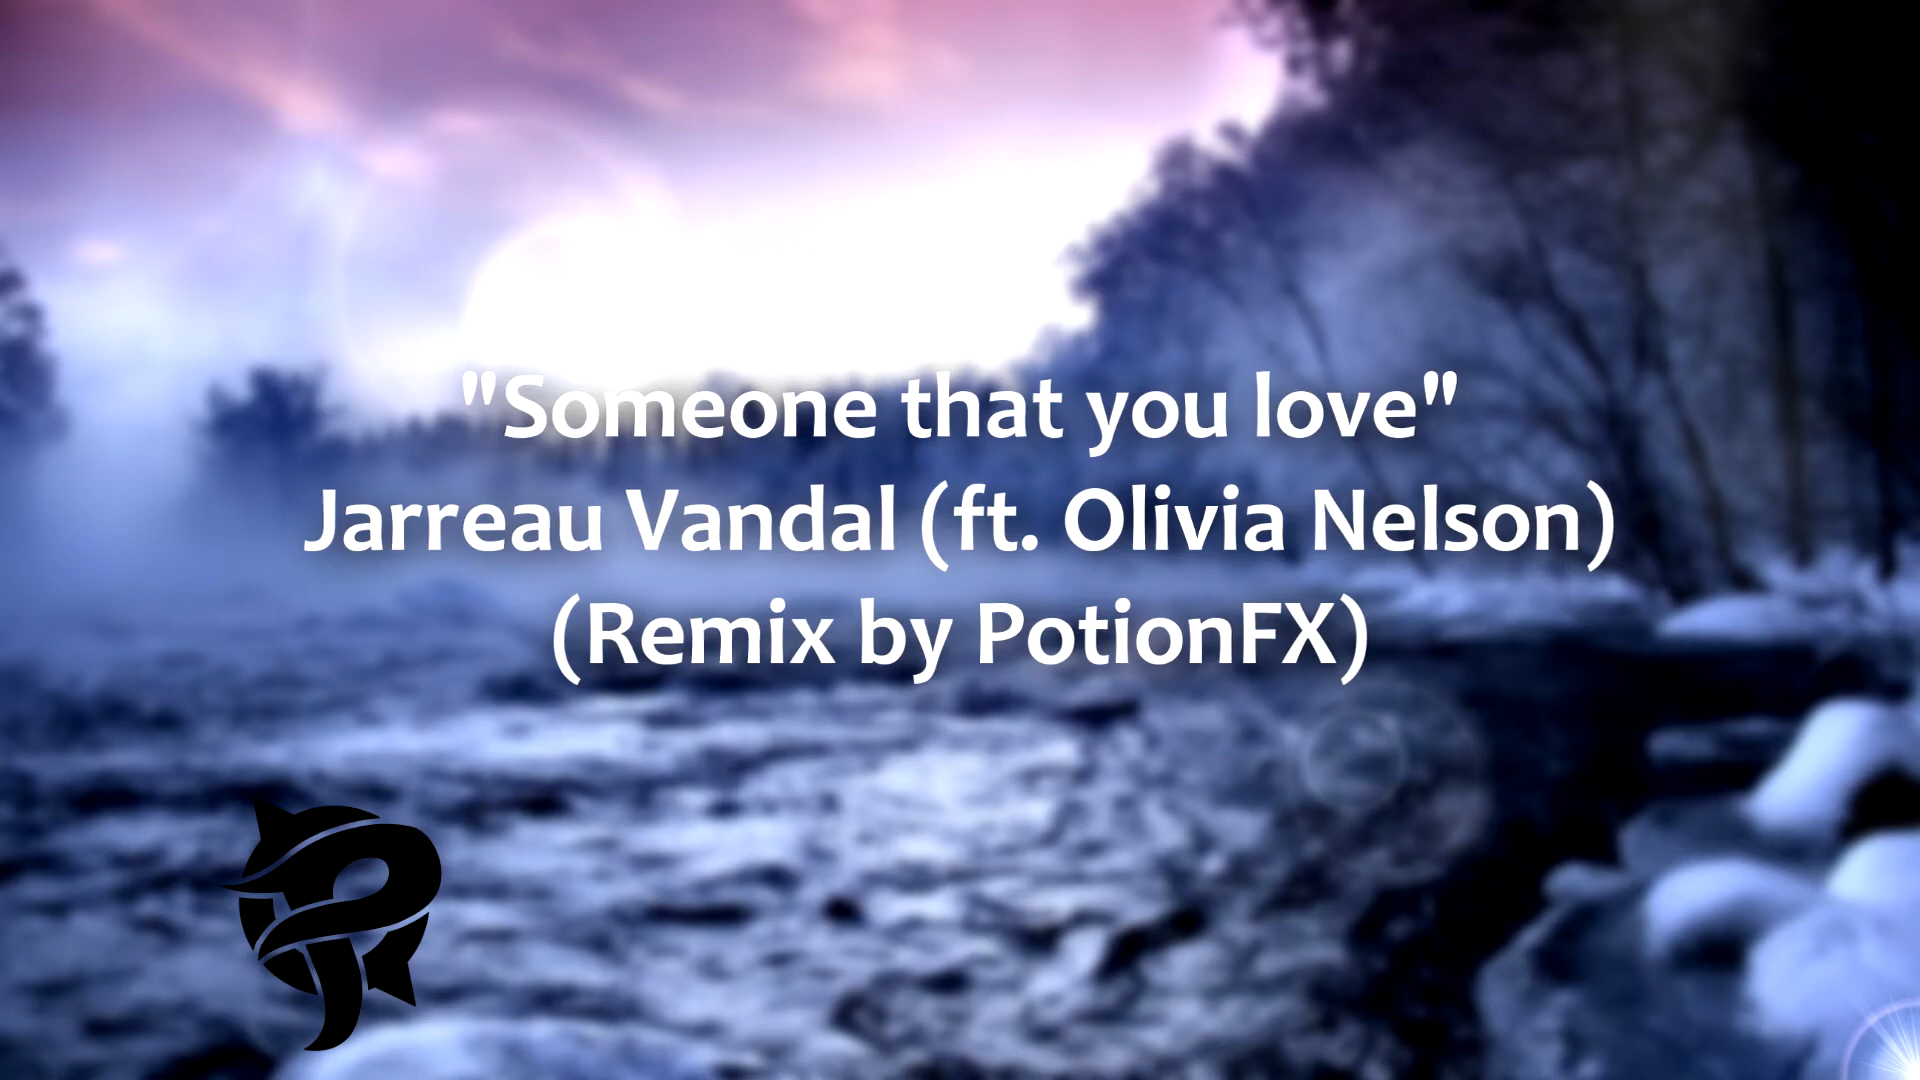 "Someone that you love"
Jarreau Vandal (ft. Olivia Nelson)
(Remix by PotionFX)